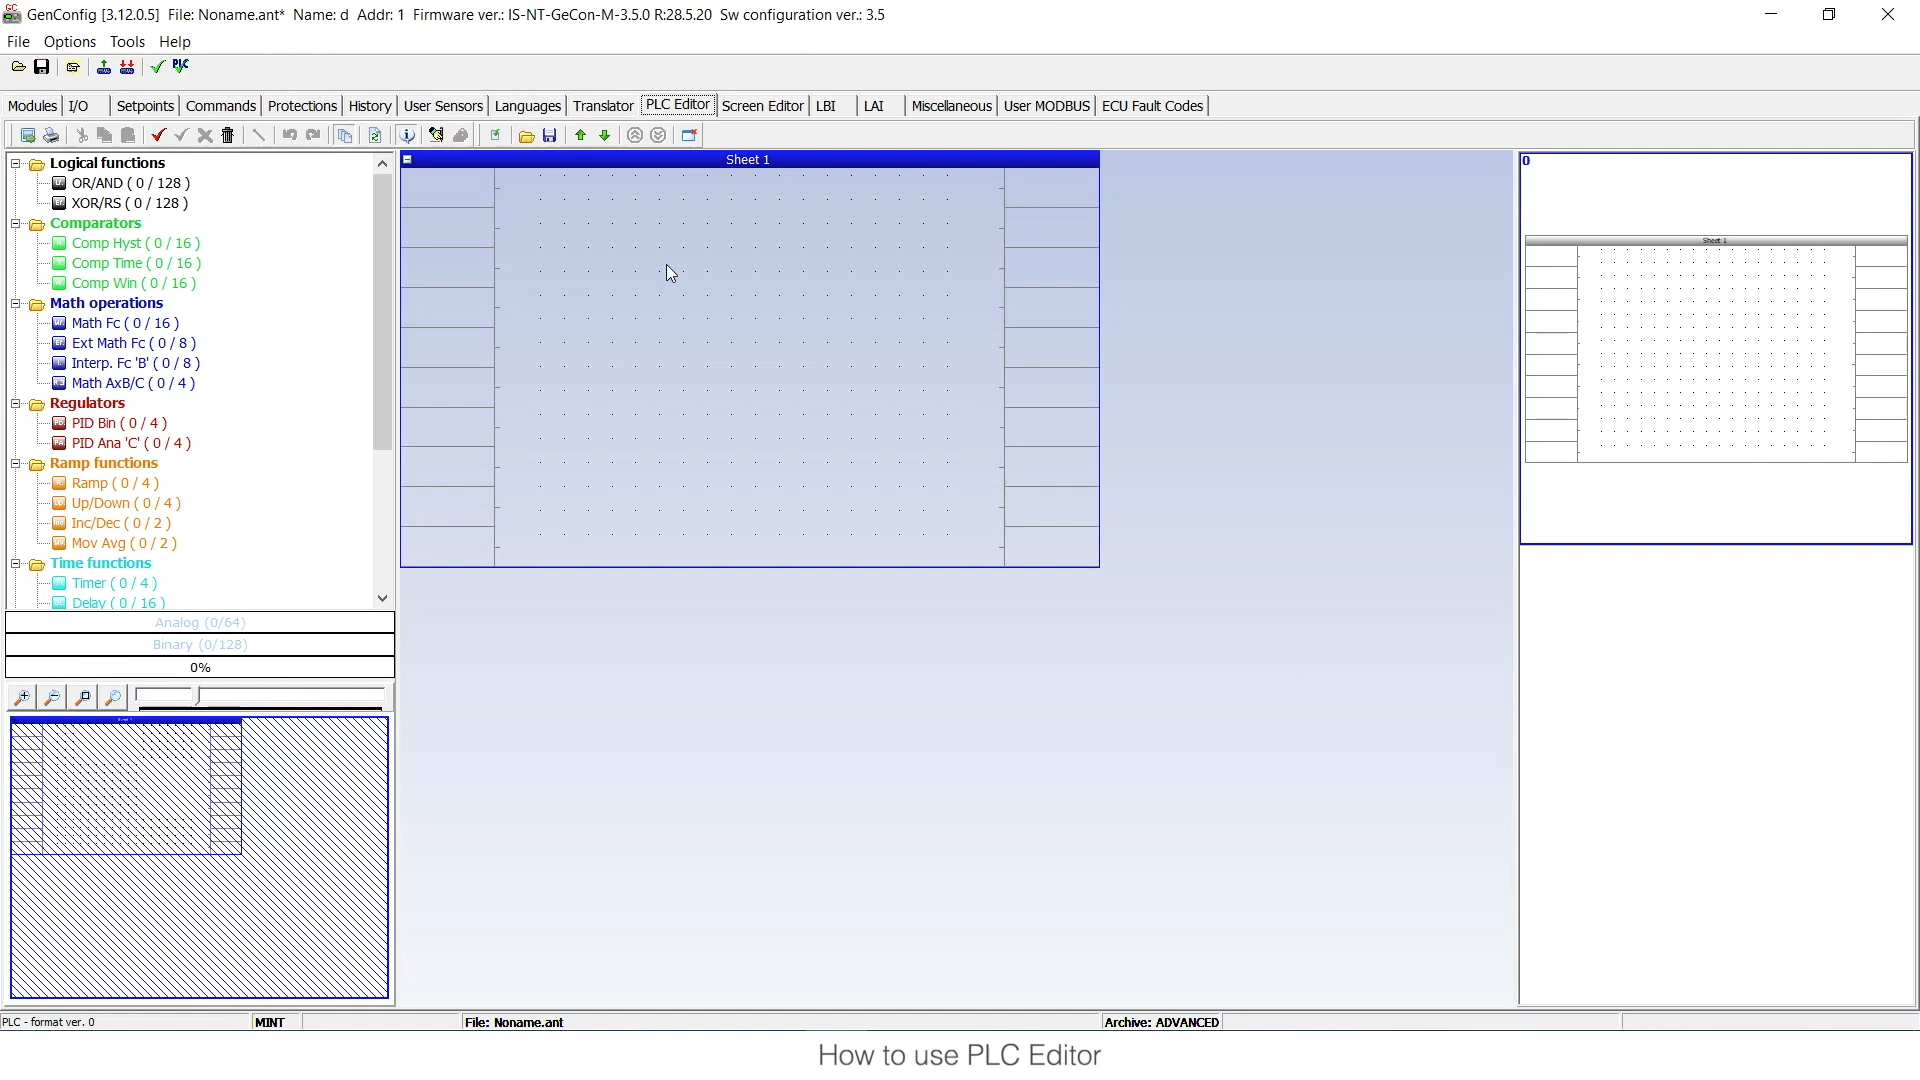 GenConfig [3.12.0.5] File: Noname.ant* Name: d Addr: 1 Firmware ver.: IS-NT-GeCon-M-3.5.0 R:28.5.20 Sw configuration ver.: 3.5
File Options Tools Help
PLC
Modules I/O Setpoints Commands Protections History User Sensors Languages Translator PLC Editor Screen Editor LBI LAI Miscellaneous User MODBUS ECU Fault Codes
Logical functions
OR/AND ( 0 / 128 )
XOR/RS ( 0 / 128 )
Comparators
Comp Hyst ( 0 / 16 )
Comp Time ( 0 / 16 )
Comp Win ( 0 / 16 )
Math operations
Math Fc ( 0 / 16 )
Ext Math Fc ( 0 / 8 )
Interp. Fc 'B' ( 0 / 8 )
Math AxB/C ( 0 / 4 )
Regulators
PID Bin ( 0 / 4 )
PID Ana 'C' ( 0 / 4 )
Ramp functions
Ramp ( 0 / 4 )
Up/Down ( 0 / 4 )
Inc/Dec ( 0 / 2 )
Mov Avg ( 0 / 2 )
Time functions
Timer ( 0 / 4 )
Delay ( 0 / 16 )
Analog (0/64)
Binary (0/128)
0%
Sheet 1
0
Sheet 1
PLC - format ver. 0 MINT File: Noname.ant Archive: ADVANCED
How to use PLC Editor